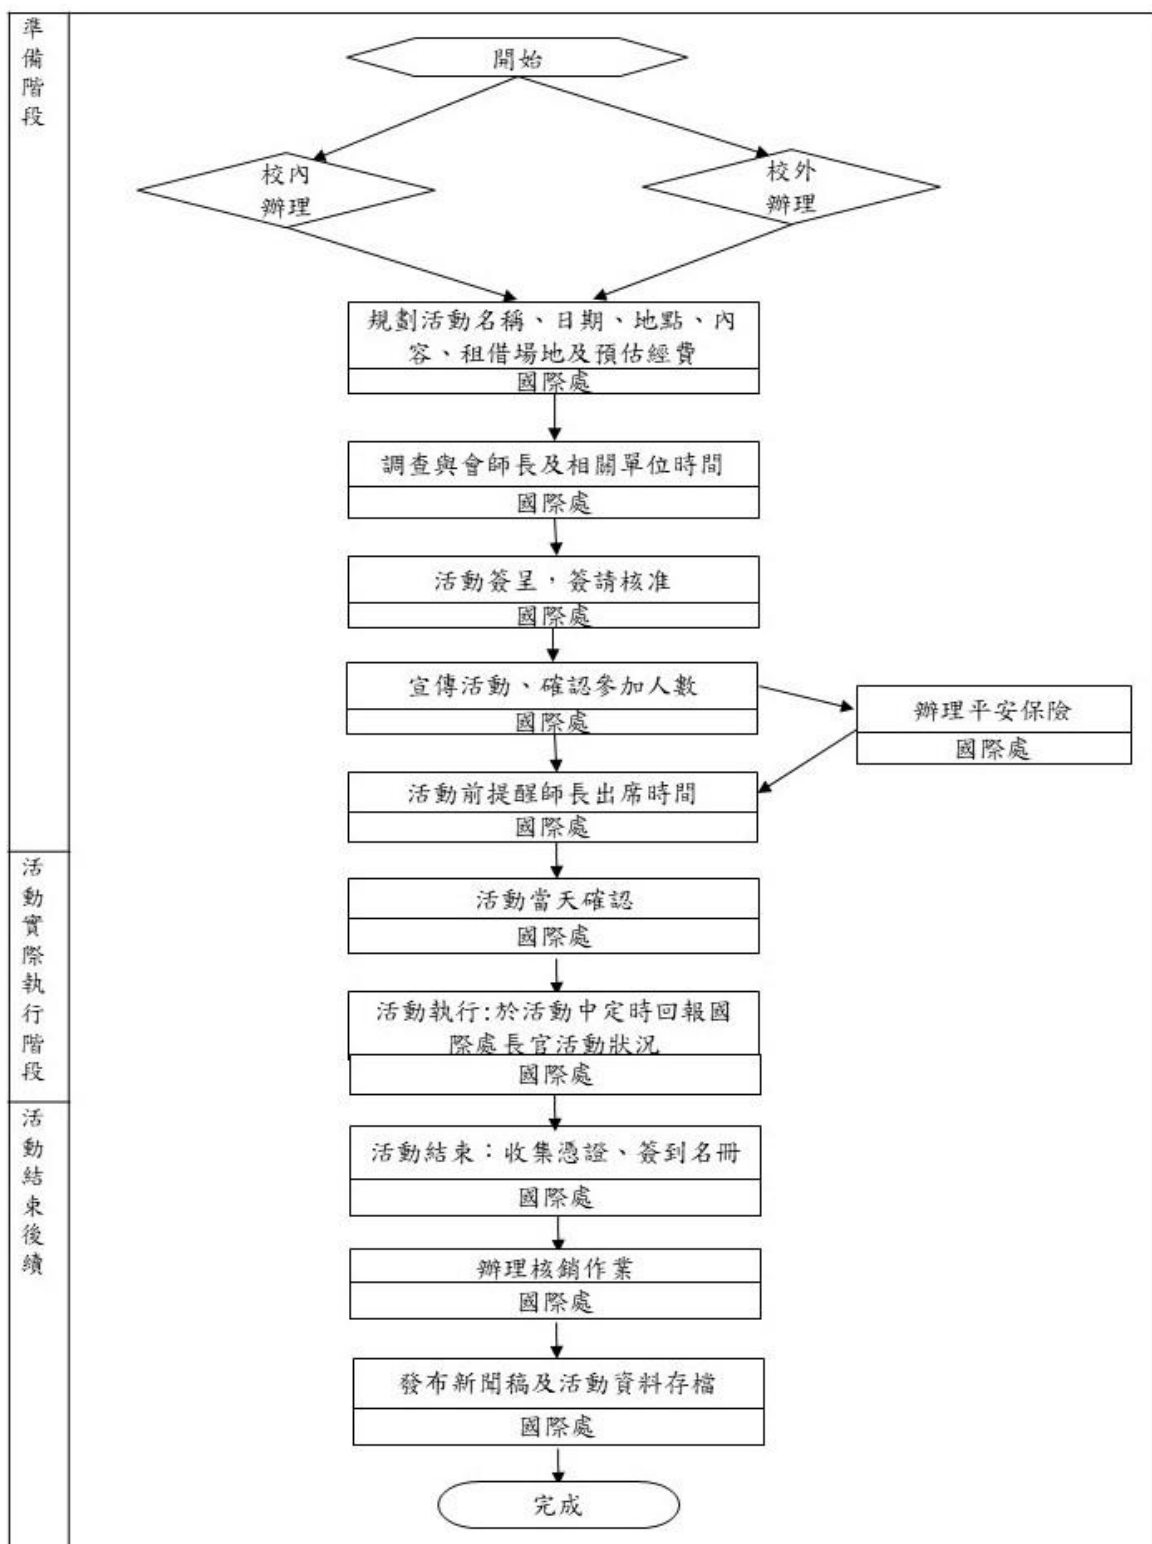 準備階段
開始
校內
辦理
校外
辦理
規劃活動名稱、日期、地點、內
容、租借場地及預估經費
國際處
調查與會師長及相關單位時間
國際處
活動簽呈，簽請核准
國際處
宣傳活動、確認參加人數
國際處
辦理平安保險
國際處
活動前提醒師長出席時間
國際處
活動實際執行階段
活動當天確認
國際處
活動執行:於活動中定時回報國
際處長官活動狀況
國際處
活動結束後續
活動結束：收集憑證、簽到名冊
國際處
辦理核銷作業
國際處
發布新聞稿及活動資料存檔
國際處
完成